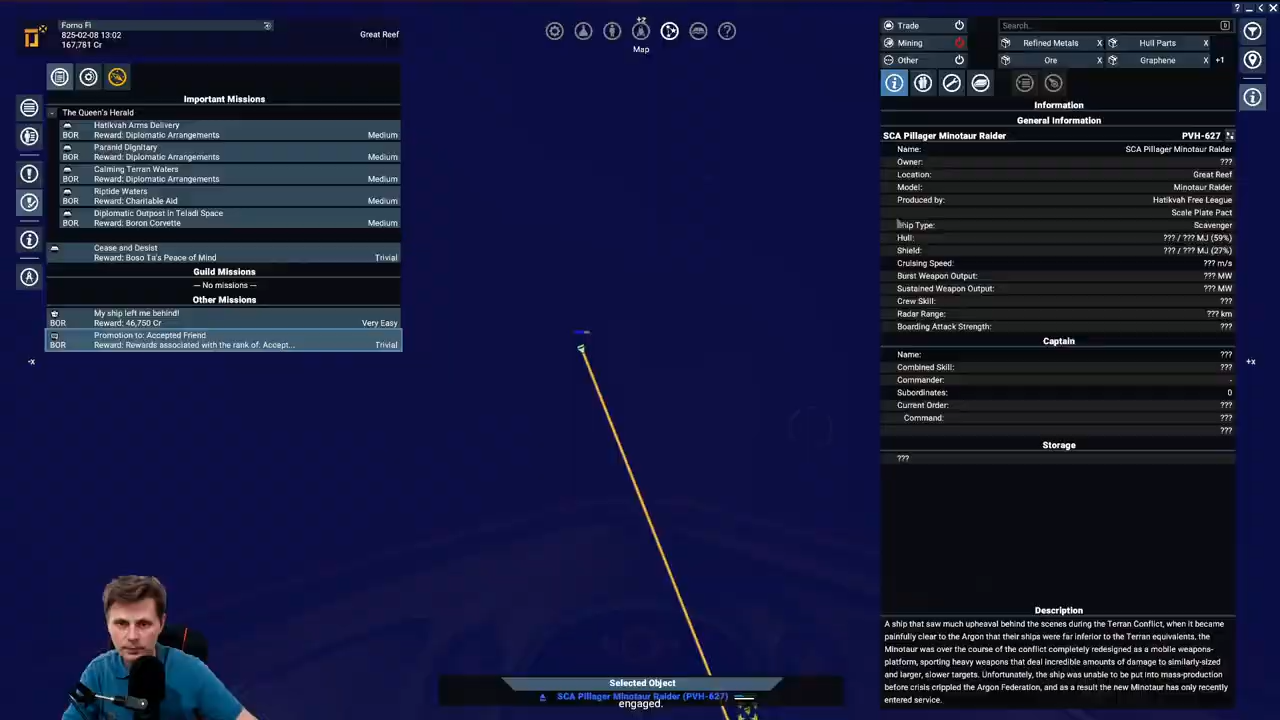 Forno Fi
825-02-08 13:02
167,781 Cr
Great Reef
Important Missions
The Queen's Herald
Hatikvah Arms Delivery
BOR Reward: Diplomatic Arrangements Medium
Paranid Dignitary
BOR Reward: Diplomatic Arrangements Medium
Calming Terran Waters
BOR Reward: Diplomatic Arrangements Medium
Riptide Waters
BOR Reward: Charitable Aid Medium
Diplomatic Outpost in Teladi Space
BOR Reward: Boron Corvette Medium
Cease and Desist
Reward: Boso Ta's Peace of Mind Trivial
Guild Missions
— No missions —
Other Missions
My ship left me behind!
BOR Reward: 46,750 Cr Very Easy
Promotion to: Accepted Friend
BOR Reward: Rewards associated with the rank of: Accept... Trivial
-x
+z
Map
?
Selected Object
SCA Pillager Minotaur Raider (PVH-627)
engaged.
Trade
Mining
Other
Search...
Refined Metals X
Hull Parts X
Ore X
Graphene X
+1
Information
General Information
SCA Pillager Minotaur Raider PVH-627
Name: SCA Pillager Minotaur Raider
Owner: ???
Location: Great Reef
Model: Minotaur Raider
Produced by: Hatikvah Free League
Scale Plate Pact
Ship Type: Scavenger
Hull: ??? / ??? MJ (59%)
Shield: ??? / ??? MJ (27%)
Cruising Speed: ??? m/s
Burst Weapon Output: ??? MW
Sustained Weapon Output: ??? MW
Crew Skill: ???
Radar Range: ??? km
Boarding Attack Strength: ???
Captain
Name: ???
Combined Skill: ???
Commander: -
Subordinates: 0
Current Order: ???
Command: ???
???
Storage
???
+x
Description
A ship that saw much upheaval behind the scenes during the Terran Conflict, when it became
painfully clear to the Argon that their ships were far inferior to the Terran equivalents, the
Minotaur was over the course of the conflict completely redesigned as a mobile weapons-
platform, sporting heavy weapons that deal incredible amounts of damage to similarly-sized
and larger, slower targets. Unfortunately, the ship was unable to be put into mass-production
before crisis crippled the Argon Federation, and as a result the new Minotaur has only recently
entered service.